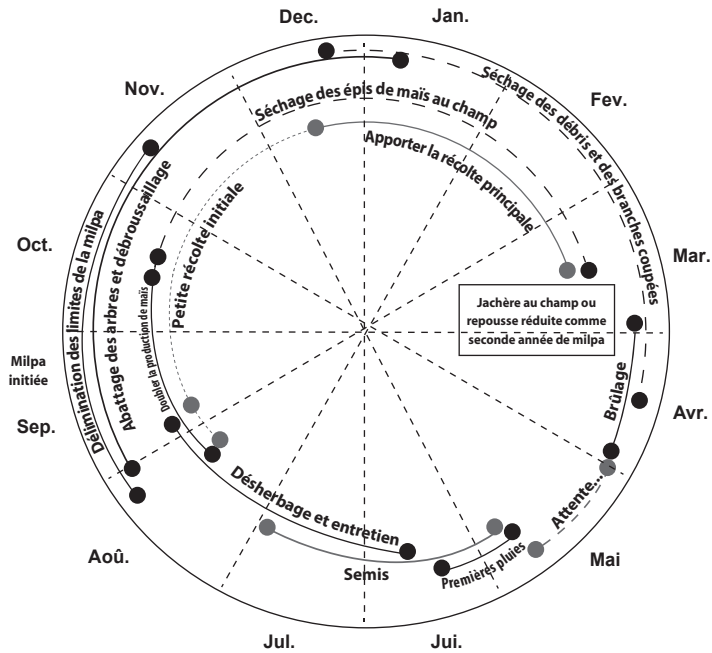 Dec.
Jan.
Nov.
Fev.
Séchage des débris et des branches coupées
Séchage des épis de maïs au champ
Apporter la récolte principale
Abattage des arbres et débroussaillage
Petite récolte initiale
Oct.
Mar.
Délimination des limites de la milpa
Doubler la production de maïs
Jachère au champ ou
repousse réduite comme
seconde année de milpa
Milpa
initiée
Brûlage
Sep.
Avr.
Désherbage et entretien
Attente...
Aoû.
Semis
Premières pluies
Mai
Jul.
Jui.